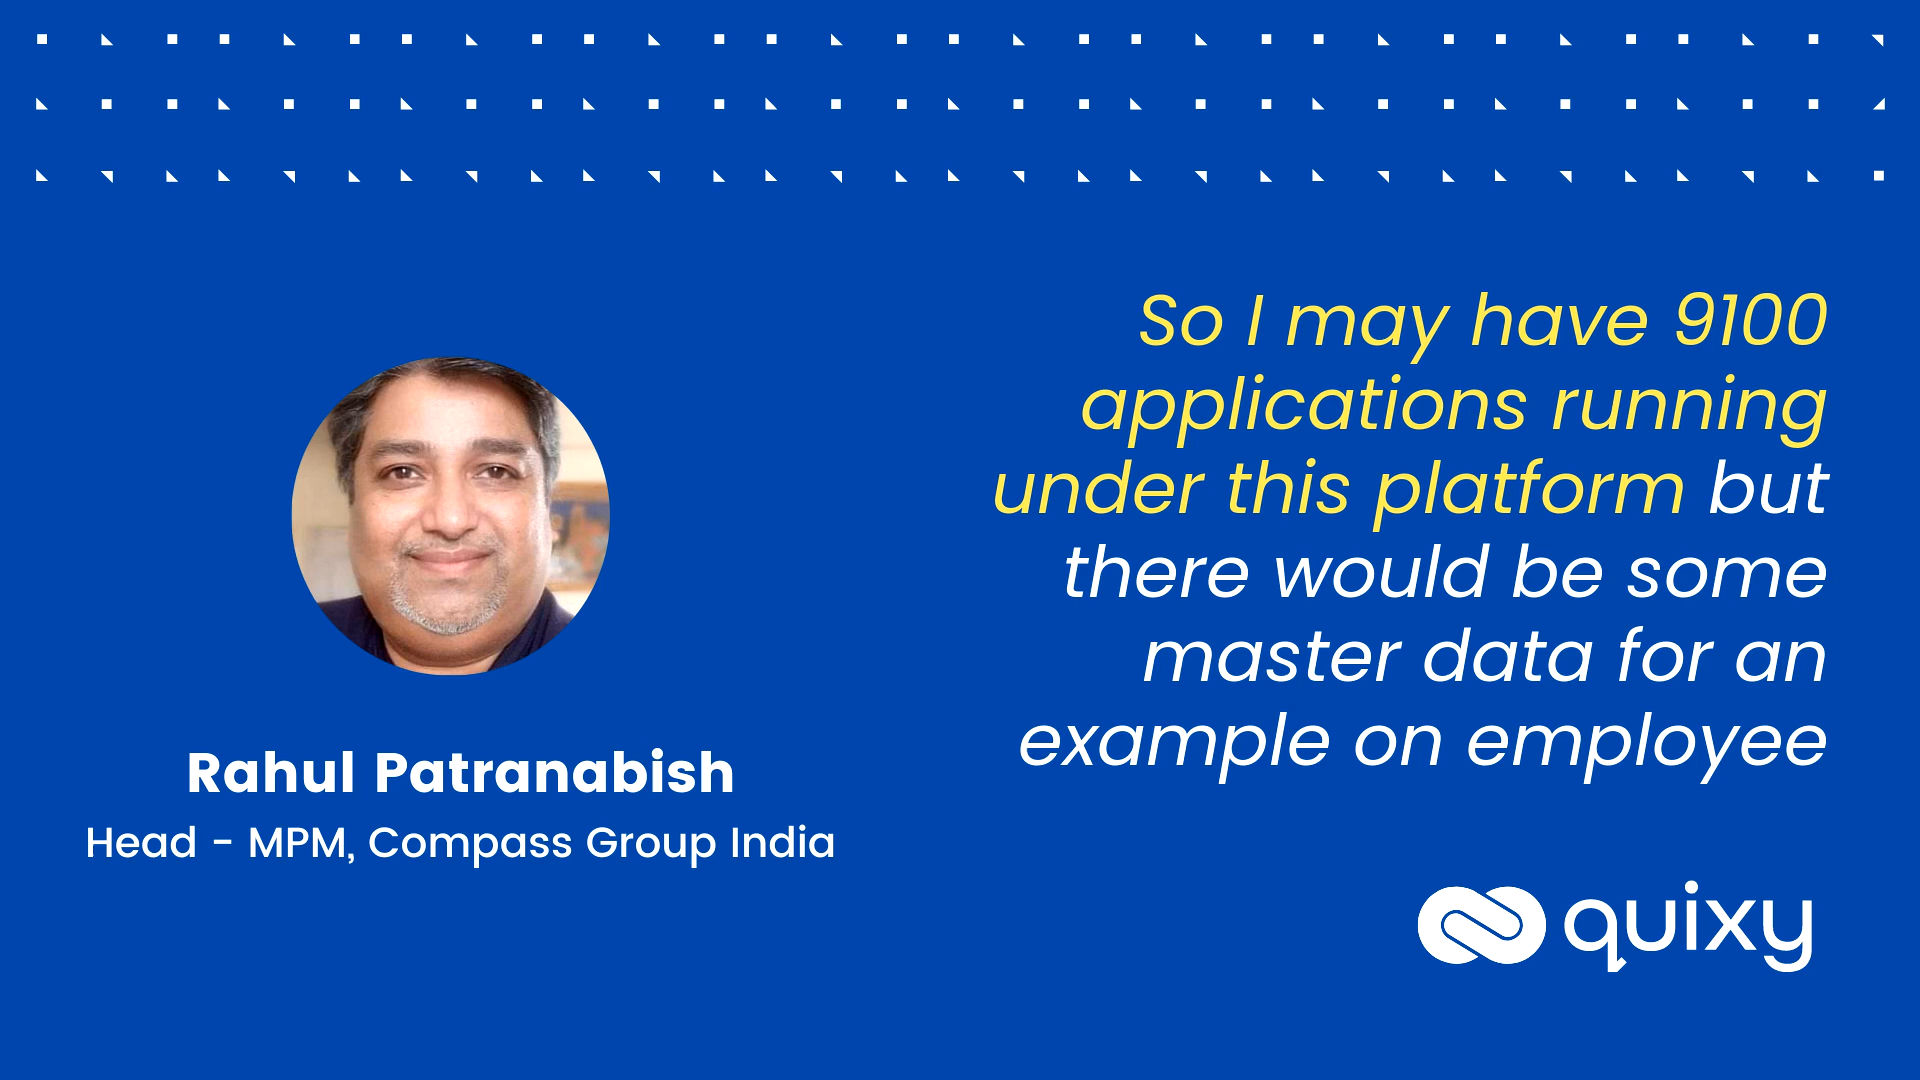 So I may have 9100
applications running
under this platform but
there would be some
master data for an
example on employee
Rahul Patranabish
Head - MPM, Compass Group India
quixy